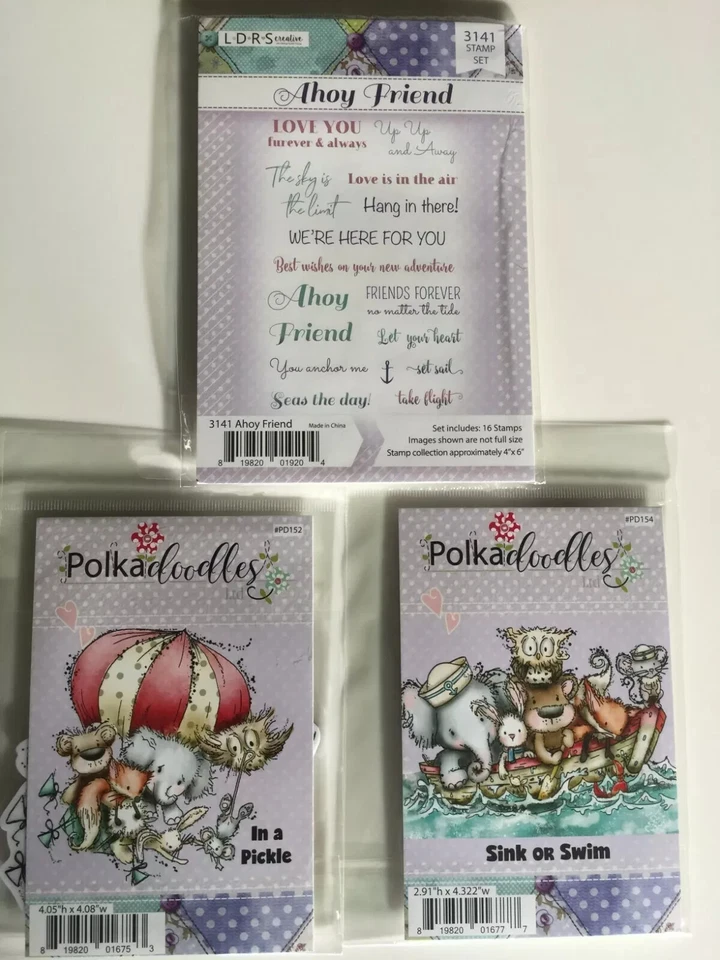 L·D·R·S creative
3141
STAMP
SET
Ahoy Friend
LOVE YOU
furever & always
Up Up
and Away
The sky is
the limit
Love is in the air
Hang in there!
WE'RE HERE FOR YOU
Best wishes on your new adventure
Ahoy
Friend
FRIENDS FOREVER
no matter the tide
Let your heart
You anchor me
set sail
Seas the day!
take flight
3141 Ahoy Friend
Made in China
8 19820 01920 4
Set includes: 16 Stamps
Images shown are not full size
Stamp collection approximately 4"x 6"
#PD152
Polkadoodles
Ltd
In a
Pickle
4.05"h x 4.08"w
8 19820 01675 3
#PD154
Polkadoodles
Ltd
Sink or Swim
2.91"h x 4.322"w
8 19820 01677 7